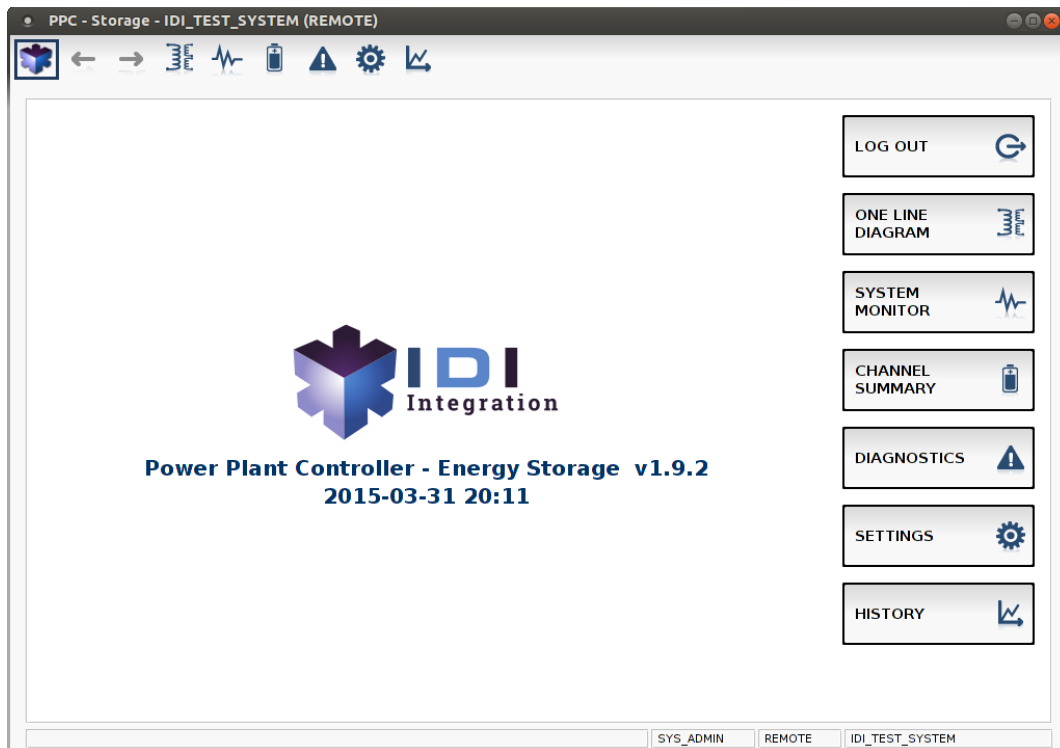 PPC - Storage - IDI_TEST_SYSTEM (REMOTE)
LOG OUT
ONE LINE
DIAGRAM
SYSTEM
MONITOR
CHANNEL
SUMMARY
DIAGNOSTICS
SETTINGS
HISTORY
IDI
Integration
Power Plant Controller - Energy Storage v1.9.2
2015-03-31 20:11
SYS_ADMIN
REMOTE
IDI_TEST_SYSTEM